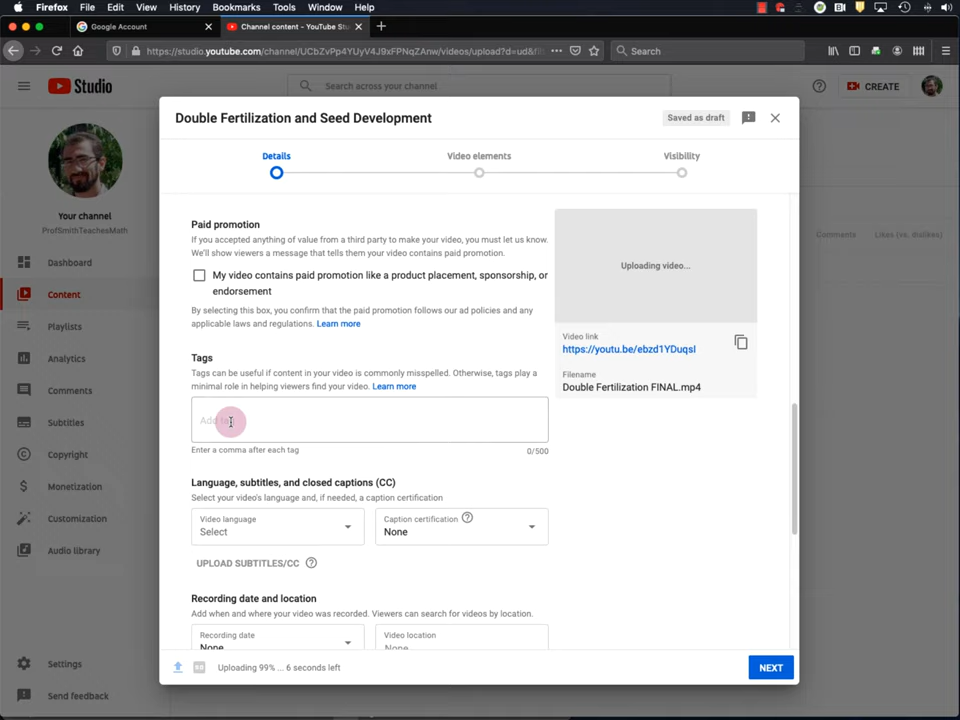 Firefox File Edit View History Bookmarks Tools Window Help
Google Account
Channel content - YouTube Stu
https://studio.youtube.com/channel/UCbZvPp4YUyV4J9xFPNqZAnw/videos/upload?d=ud&fil
Search
Studio
Search across your channel
CREATE
Your channel
ProfSmithTeachesMath
Dashboard
Content
Playlists
Analytics
Comments
Subtitles
Copyright
Monetization
Customization
Audio library
Settings
Send feedback
Comments Likes (vs. dislikes)
Double Fertilization and Seed Development
Saved as draft
Details Video elements Visibility
Paid promotion
If you accepted anything of value from a third party to make your video, you must let us know.
We'll show viewers a message that tells them your video contains paid promotion.
My video contains paid promotion like a product placement, sponsorship, or
endorsement
By selecting this box, you confirm that the paid promotion follows our ad policies and any
applicable laws and regulations. Learn more
Tags
Tags can be useful if content in your video is commonly misspelled. Otherwise, tags play a
minimal role in helping viewers find your video. Learn more
Add
Enter a comma after each tag
0/500
Language, subtitles, and closed captions (CC)
Select your video's language and, if needed, a caption certification
Video language
Select
Caption certification
None
UPLOAD SUBTITLES/CC
Recording date and location
Add when and where your video was recorded. Viewers can search for videos by location.
Recording date
None
Video location
None
Uploading video...
Video link
https://youtu.be/ebzd1YDuqsI
Filename
Double Fertilization FINAL.mp4
Uploading 99% ... 6 seconds left
NEXT